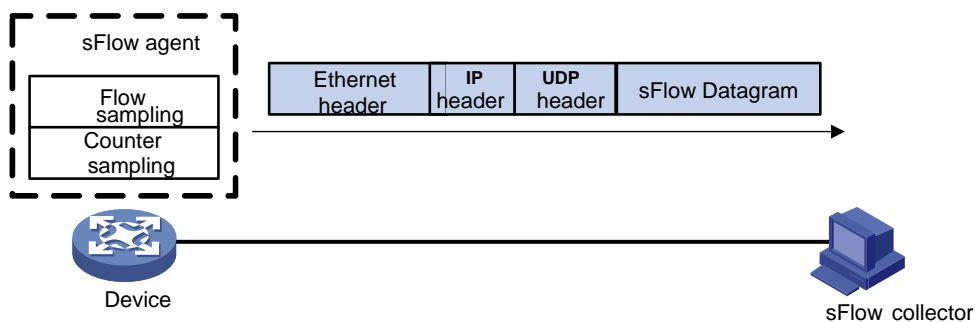 sFlow agent
Flow
sampling
Counter
sampling
Ethernet
header
IP
header
UDP
header
sFlow Datagram
Device
sFlow collector